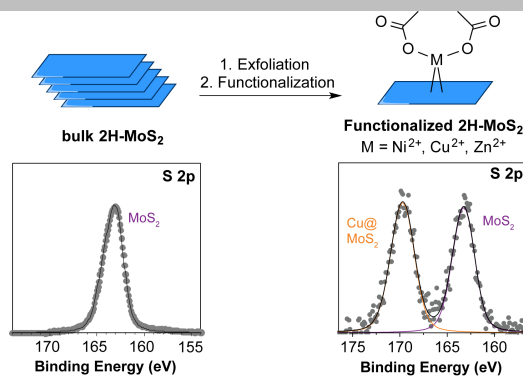 O
O
O
O
M
1. Exfoliation
2. Functionalization
bulk 2H-MoS₂
Functionalized 2H-MoS₂
M = Ni²⁺, Cu²⁺, Zn²⁺
S 2p
MoS₂
170 165 160 155
Binding Energy (eV)
S 2p
Cu@
MoS₂
MoS₂
175 170 165 160
Binding Energy (eV)